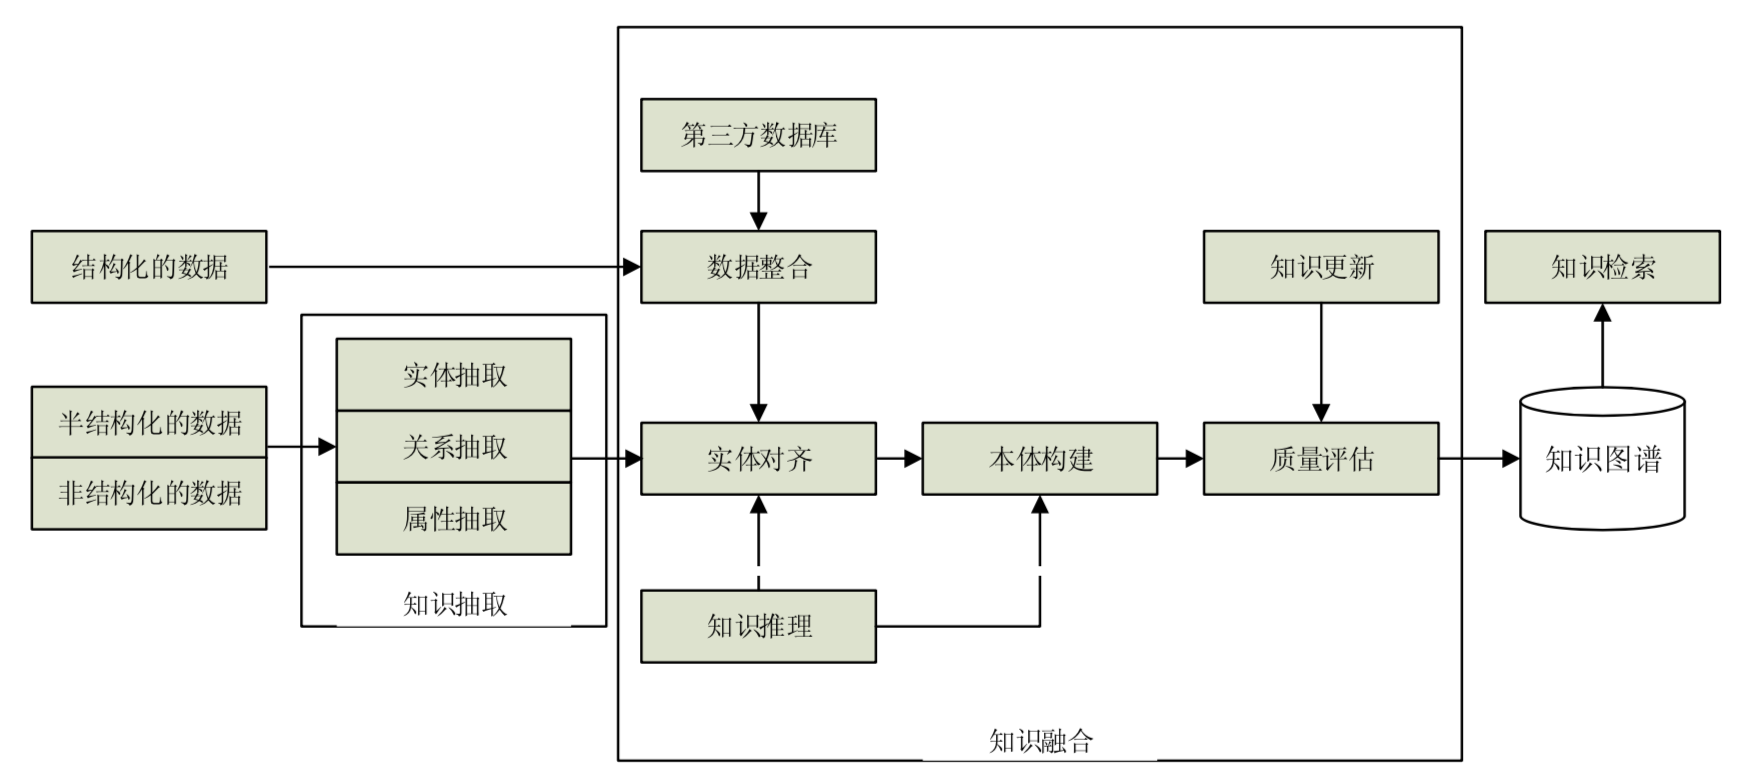 第三方数据库
结构化的数据
数据整合
知识更新
知识检索
半结构化的数据
非结构化的数据
实体抽取
关系抽取
属性抽取
知识抽取
实体对齐
本体构建
质量评估
知识图谱
知识推理
知识融合